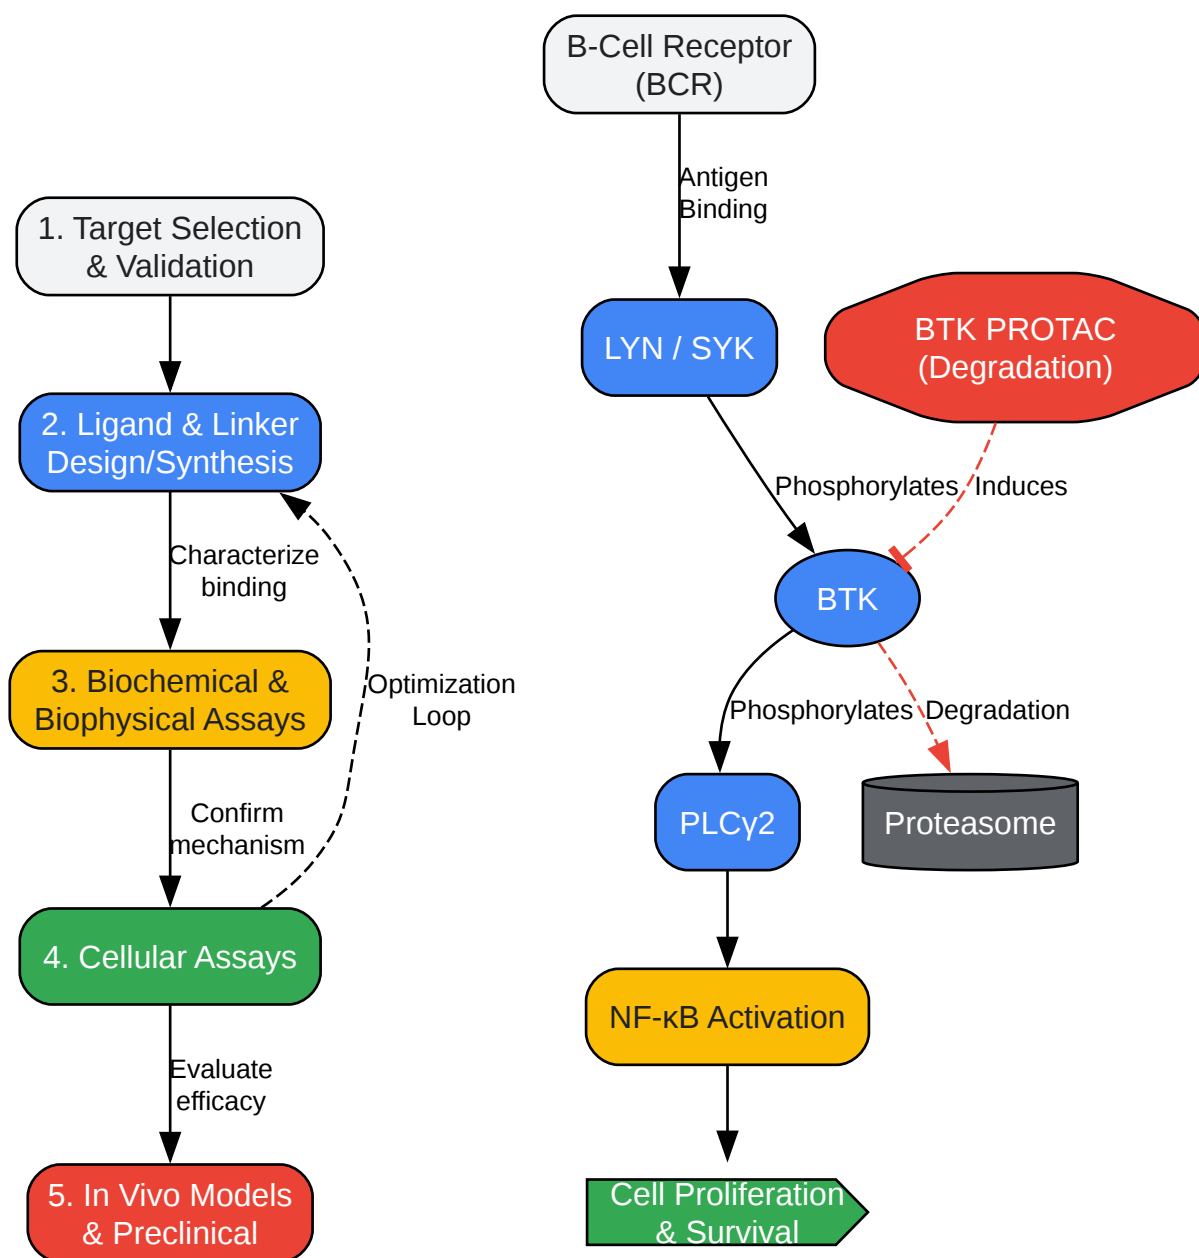 1. Target Selection
& Validation
2. Ligand & Linker
Design/Synthesis
Characterize
binding
3. Biochemical &
Biophysical Assays
Optimization
Loop
Confirm
mechanism
4. Cellular Assays
Evaluate
efficacy
5. In Vivo Models
& Preclinical
B-Cell Receptor
(BCR)
Antigen
Binding
LYN / SYK
BTK PROTAC
(Degradation)
Phosphorylates
Induces
BTK
Phosphorylates
Degradation
PLCγ2
Proteasome
NF-κB Activation
Cell Proliferation
& Survival